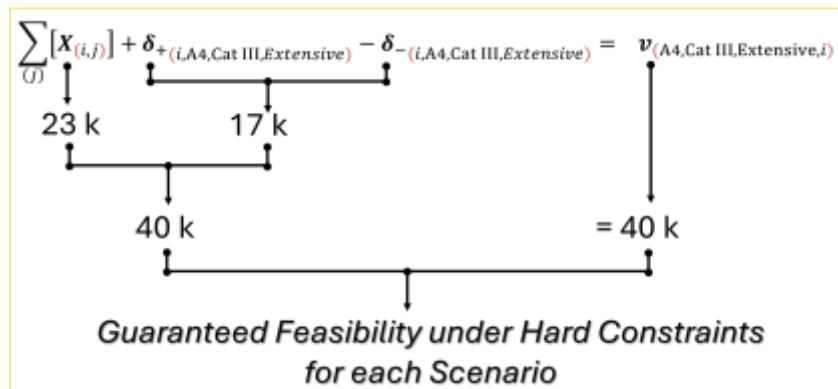 ∑(j)[X(i,j)] + δ+(i,A4,Cat III,Extensive) − δ−(i,A4,Cat III,Extensive) = v(A4,Cat III,Extensive,i)
23 k 17 k
40 k = 40 k
Guaranteed Feasibility under Hard Constraints
for each Scenario